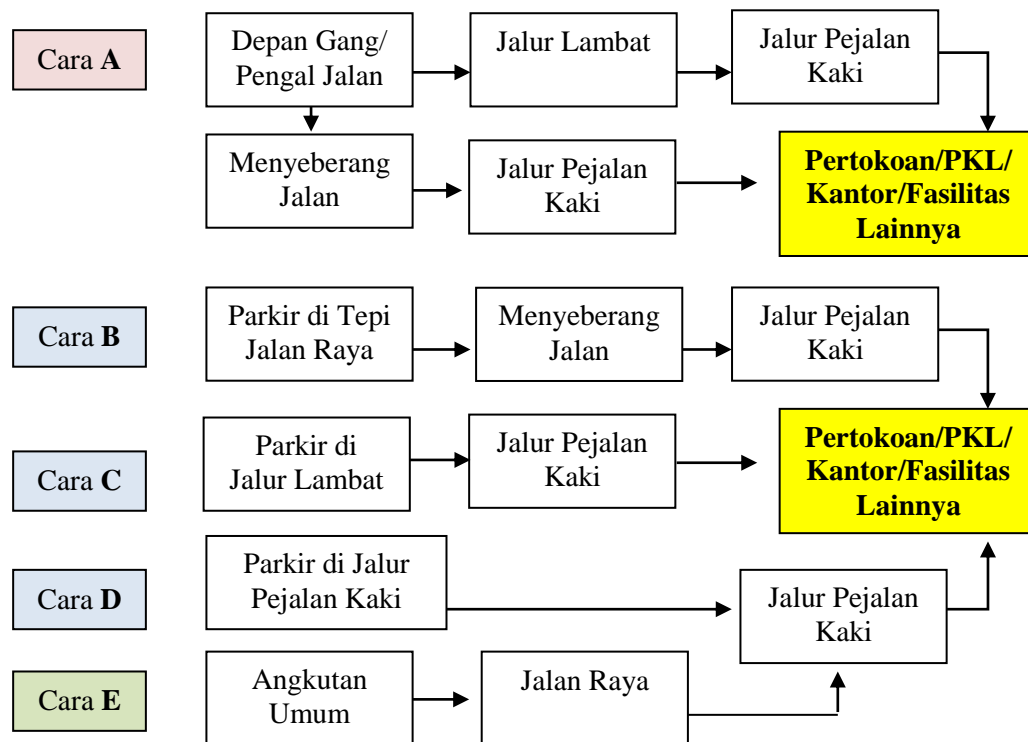 Cara A
Depan Gang/
Pengal Jalan
Jalur Lambat
Jalur Pejalan
Kaki
Menyeberang
Jalan
Jalur Pejalan
Kaki
Pertokoan/PKL/
Kantor/Fasilitas
Lainnya
Cara B
Parkir di Tepi
Jalan Raya
Menyeberang
Jalan
Jalur Pejalan
Kaki
Cara C
Parkir di
Jalur Lambat
Jalur Pejalan
Kaki
Pertokoan/PKL/
Kantor/Fasilitas
Lainnya
Cara D
Parkir di Jalur
Pejalan Kaki
Jalur Pejalan
Kaki
Cara E
Angkutan
Umum
Jalan Raya